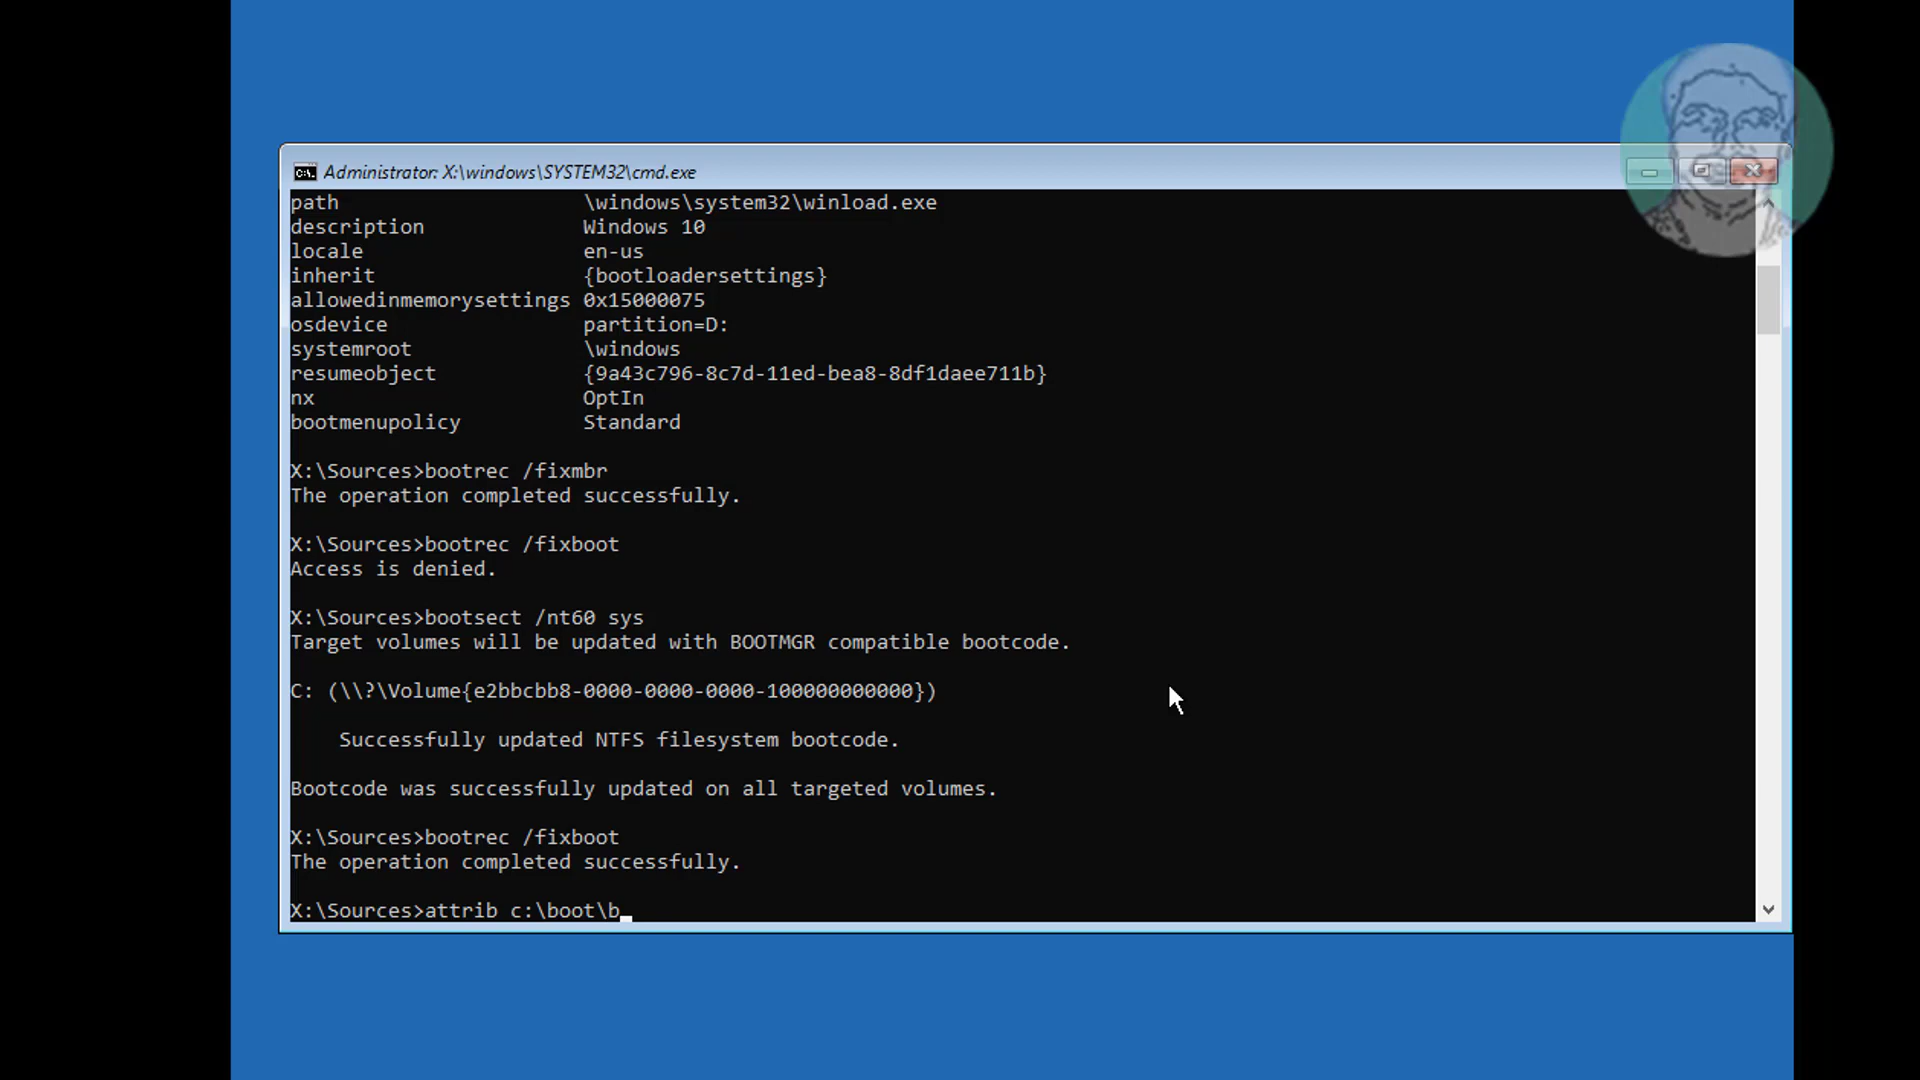 Administrator: X:\windows\SYSTEM32\cmd.exe
path \windows\system32\winload.exe
description Windows 10
locale en-us
inherit {bootloadersettings}
allowedinmemorysettings 0x15000075
osdevice partition=D:
systemroot \windows
resumeobject {9a43c796-8c7d-11ed-bea8-8df1daee711b}
nx OptIn
bootmenupolicy Standard
X:\Sources>bootrec /fixmbr
The operation completed successfully.
X:\Sources>bootrec /fixboot
Access is denied.
X:\Sources>bootsect /nt60 sys
Target volumes will be updated with BOOTMGR compatible bootcode.
C: (\\?\Volume{e2bbcbb8-0000-0000-0000-100000000000})
Successfully updated NTFS filesystem bootcode.
Bootcode was successfully updated on all targeted volumes.
X:\Sources>bootrec /fixboot
The operation completed successfully.
X:\Sources>attrib c:\boot\b_